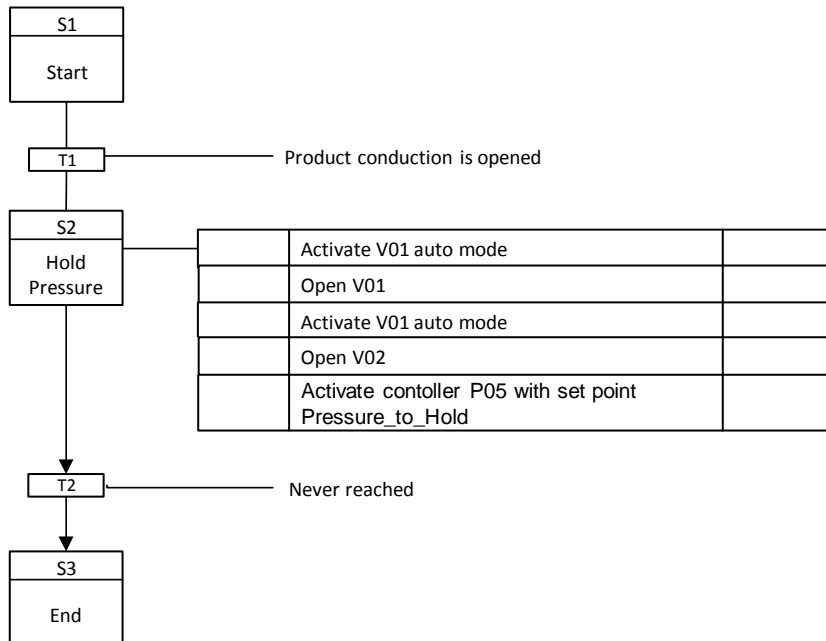 S1
Start
T1
Product conduction is opened
S2
Hold
Pressure
Activate V01 auto mode
Open V01
Activate V01 auto mode
Open V02
Activate contoller P05 with set point
Pressure_to_Hold
T2
Never reached
S3
End